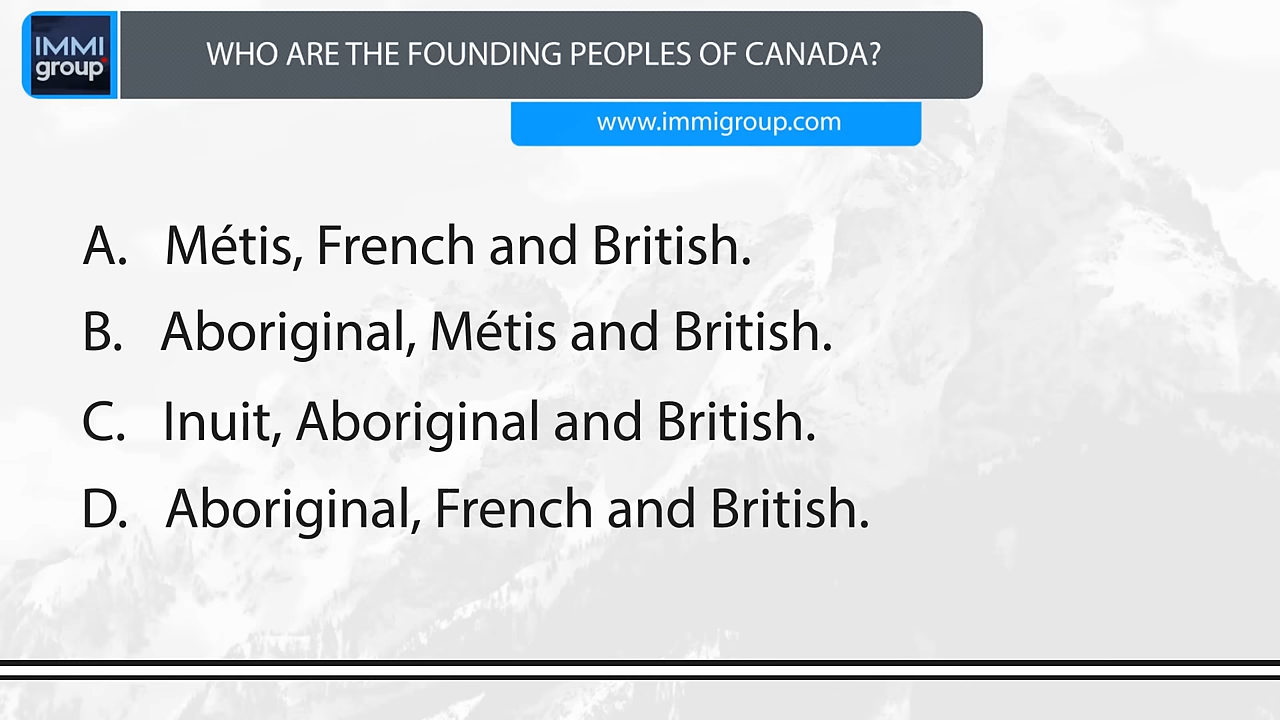 IMMI
group
WHO ARE THE FOUNDING PEOPLES OF CANADA?
www.immigroup.com
A. Métis, French and British.
B. Aboriginal, Métis and British.
C. Inuit, Aboriginal and British.
D. Aboriginal, French and British.